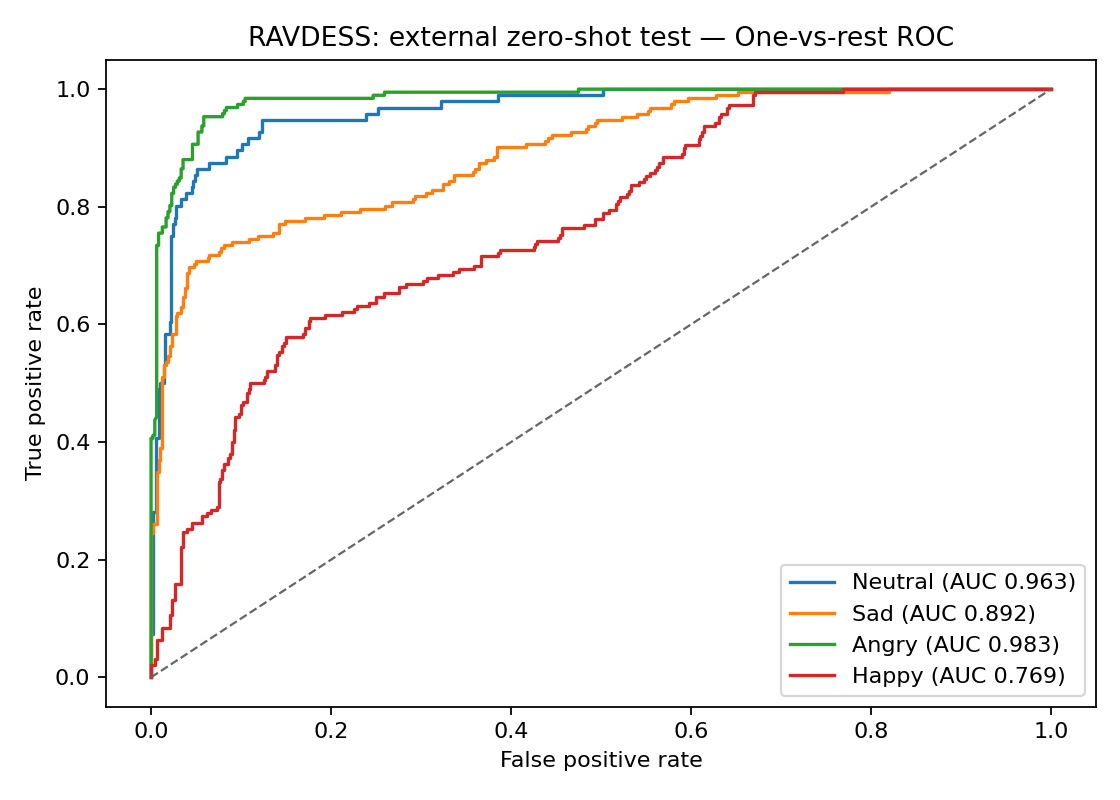 RAVDESS: external zero-shot test — One-vs-rest ROC
1.0
0.8
0.6
0.4
0.2
0.0
True positive rate
Neutral (AUC 0.963)
Sad (AUC 0.892)
Angry (AUC 0.983)
Happy (AUC 0.769)
0.0 0.2 0.4 0.6 0.8 1.0
False positive rate